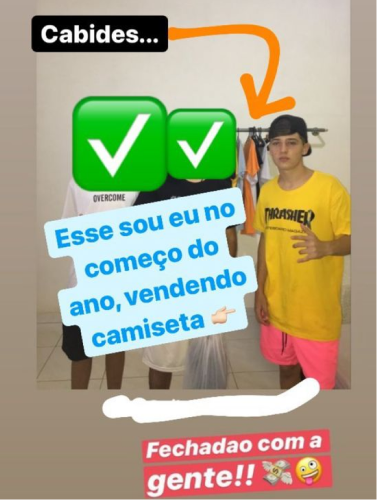 Cabides...
OVERCOME
THRASHER
Esse sou eu no
começo do
ano, vendendo
camiseta 👉🏻
Fechadao com a
gente!! 💸🤪